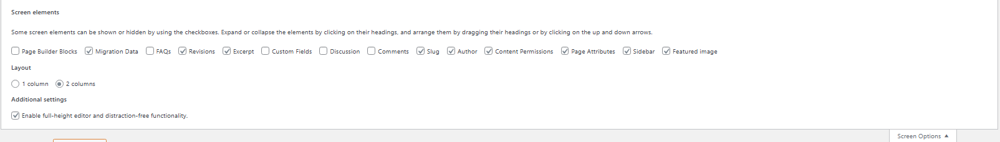 Screen elements
Some screen elements can be shown or hidden by using the checkboxes. Expand or collapse the elements by clicking on their headings, and arrange them by dragging their headings or by clicking on the up and down arrows.
Page Builder Blocks Migration Data FAQs Revisions Excerpt Custom Fields Discussion Comments Slug Author Content Permissions Page Attributes Sidebar Featured image
Layout
1 column 2 columns
Additional settings
Enable full-height editor and distraction-free functionality.
Screen Options